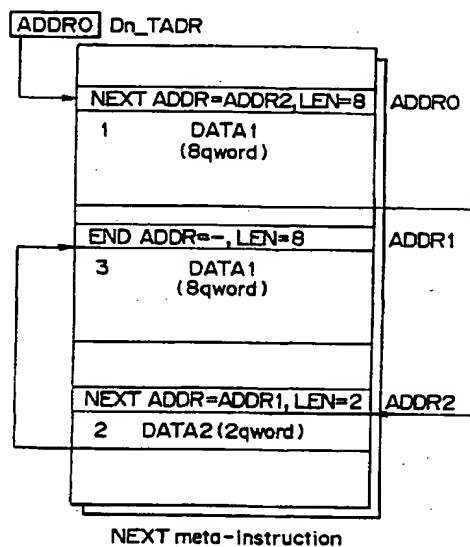 ADDR0 Dn_TADR
NEXT ADDR=ADDR2, LEN=8 ADDR0
1 DATA1
(8qword)
END ADDR=-, LEN=8 ADDR1
3 DATA1
(8qword)
NEXT ADDR=ADDR1, LEN=2 ADDR2
2 DATA2 (2qword)
NEXT meta-instruction